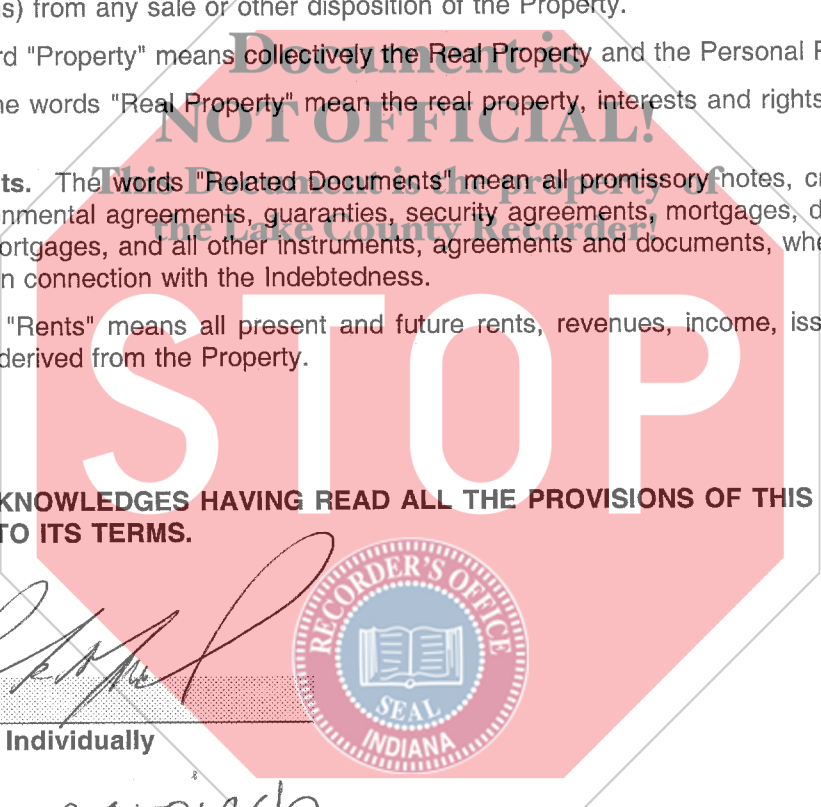 s) from any sale or other disposition of the Property.
rd "Property" means collectively the Real Property and the Personal P
Document is
he words "Real Property" mean the real property, interests and rights
NOT OFFICIAL!
This Document is the property of
ts. The words "Related Documents" mean all promissory notes, cr
onmental agreements, guaranties, security agreements, mortgages, d
the Lake County Recorder!
ortgages, and all other instruments, agreements and documents, whe
n connection with the Indebtedness.
"Rents" means all present and future rents, revenues, income, iss
derived from the Property.
STOP
KNOWLEDGES HAVING READ ALL THE PROVISIONS OF THIS
TO ITS TERMS.
RECORDER'S OFFICE
SEAL
INDIANA
Individually